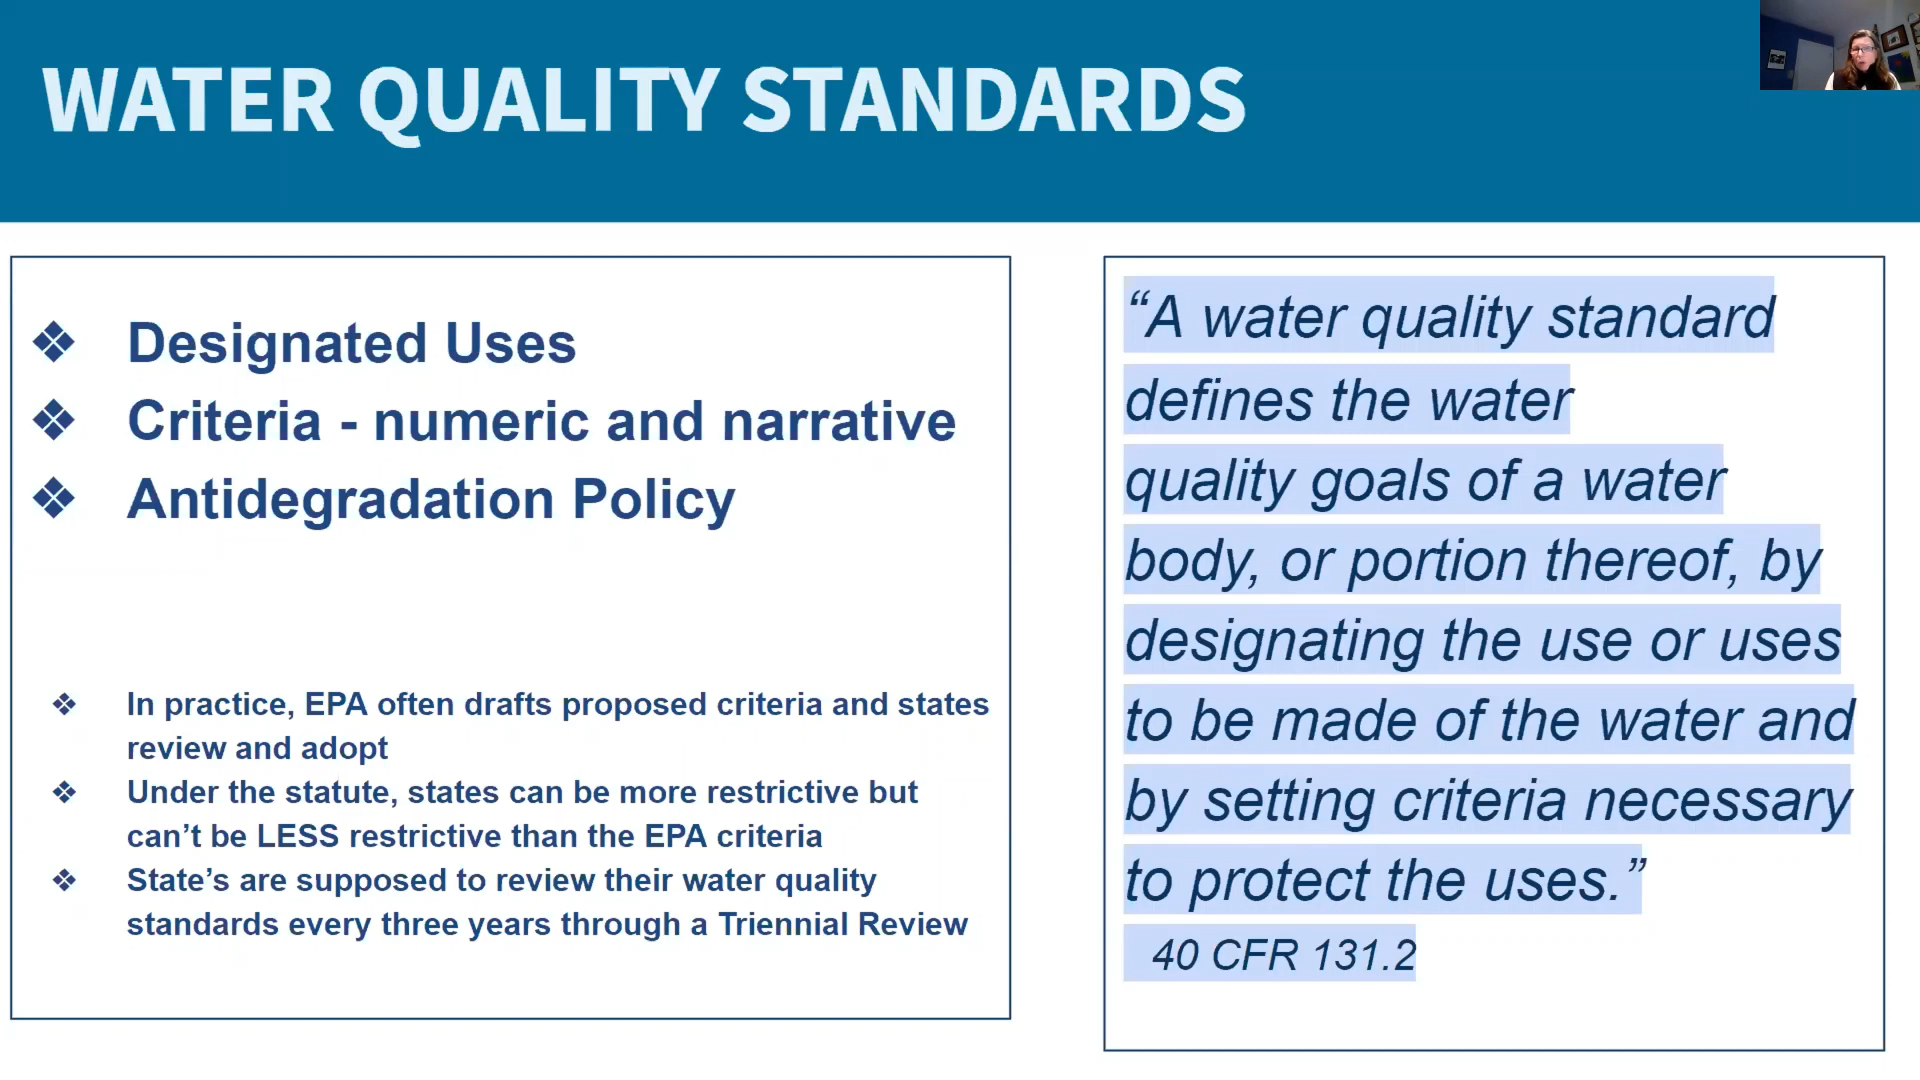 WATER QUALITY STANDARDS
❖ Designated Uses
❖ Criteria - numeric and narrative
❖ Antidegradation Policy
❖ In practice, EPA often drafts proposed criteria and states
review and adopt
❖ Under the statute, states can be more restrictive but
can’t be LESS restrictive than the EPA criteria
❖ State’s are supposed to review their water quality
standards every three years through a Triennial Review
“A water quality standard
defines the water
quality goals of a water
body, or portion thereof, by
designating the use or uses
to be made of the water and
by setting criteria necessary
to protect the uses.”
40 CFR 131.2